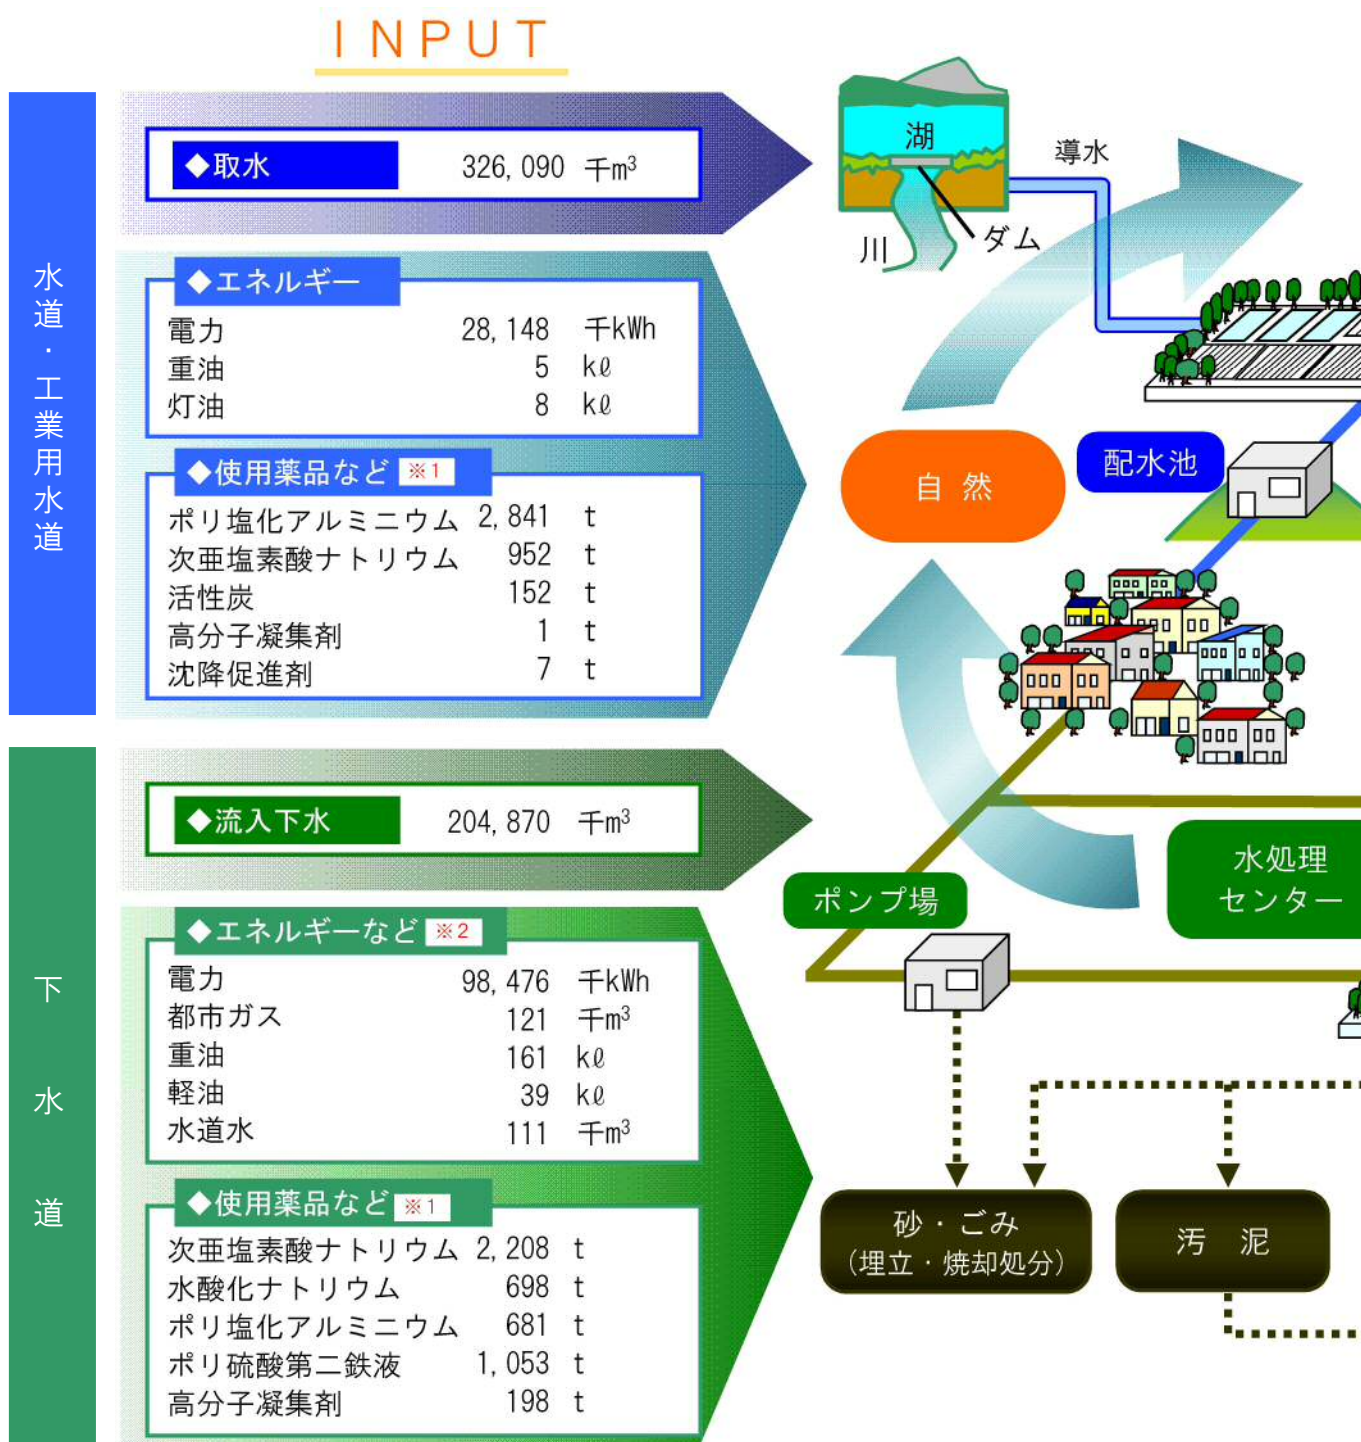 INPUT
水道・工業用水道
◆取水 326,090 千m³
◆エネルギー
電力 28,148 千kWh
重油 5 kℓ
灯油 8 kℓ
◆使用薬品など ※1
ポリ塩化アルミニウム 2,841 t
次亜塩素酸ナトリウム 952 t
活性炭 152 t
高分子凝集剤 1 t
沈降促進剤 7 t
下水道
◆流入下水 204,870 千m³
◆エネルギーなど ※2
電力 98,476 千kWh
都市ガス 121 千m³
重油 161 kℓ
軽油 39 kℓ
水道水 111 千m³
◆使用薬品など ※1
次亜塩素酸ナトリウム 2,208 t
水酸化ナトリウム 698 t
ポリ塩化アルミニウム 681 t
ポリ硫酸第二鉄液 1,053 t
高分子凝集剤 198 t
湖
導水
川
ダム
自然
配水池
水処理
センター
ポンプ場
砂・ごみ
(埋立・焼却処分)
汚泥